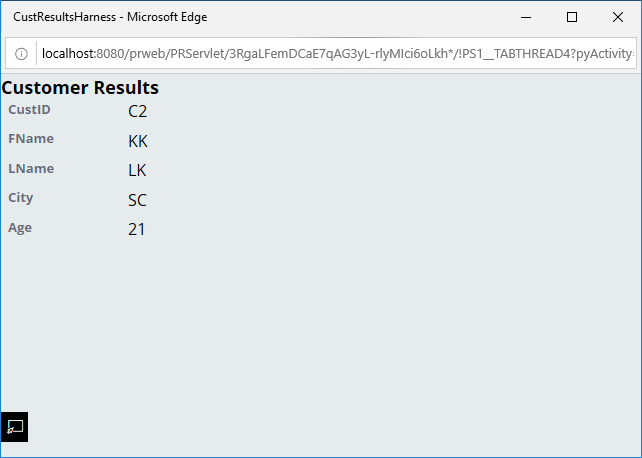 CustResultsHarness - Microsoft Edge
localhost:8080/prweb/PRServlet/3RgaLFemDCaE7qAG3yL-rlyMIci6oLkh*/!PS1__TABTHREAD4?pyActivity=
Customer Results
CustID C2
FName KK
LName LK
City SC
Age 21